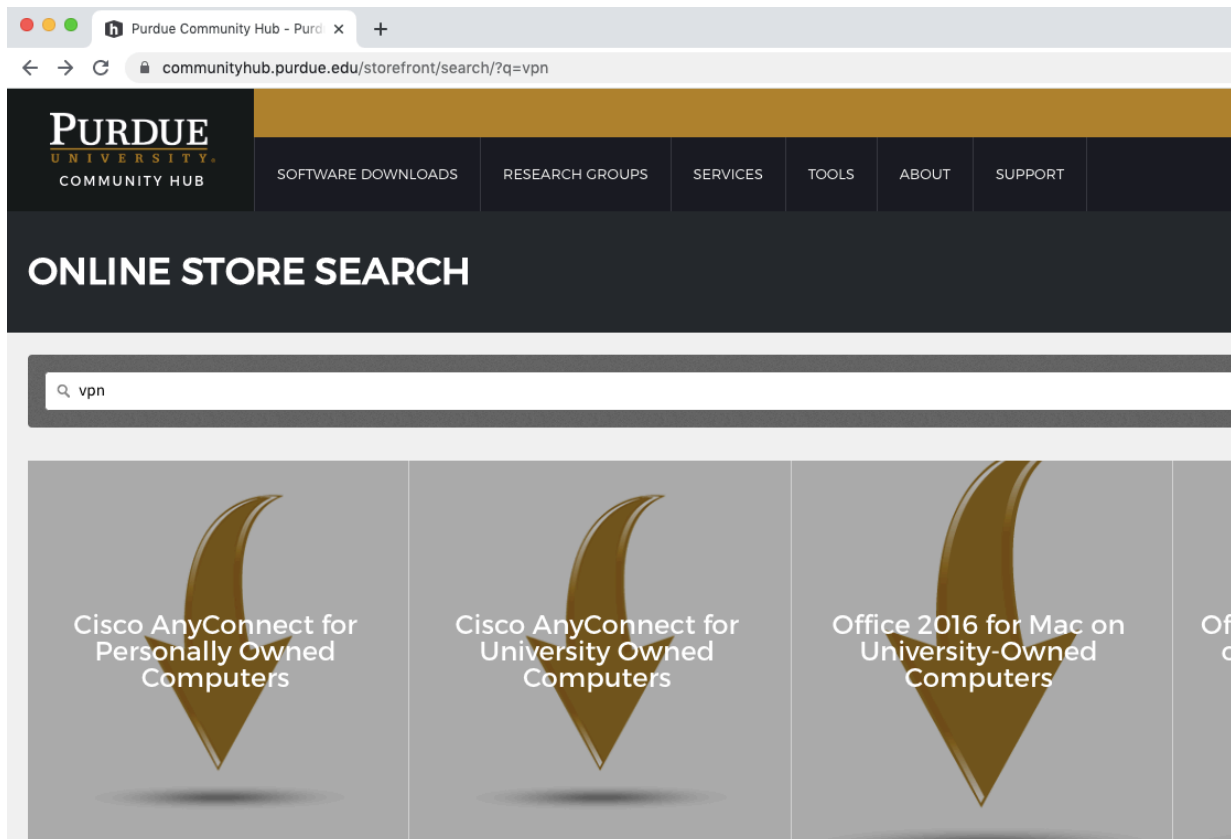 Purdue Community Hub - Purd
communityhub.purdue.edu/storefront/search/?q=vpn
PURDUE
UNIVERSITY®
COMMUNITY HUB
SOFTWARE DOWNLOADS
RESEARCH GROUPS
SERVICES
TOOLS
ABOUT
SUPPORT
ONLINE STORE SEARCH
vpn
Cisco AnyConnect for
Personally Owned
Computers
Cisco AnyConnect for
University Owned
Computers
Office 2016 for Mac on
University-Owned
Computers